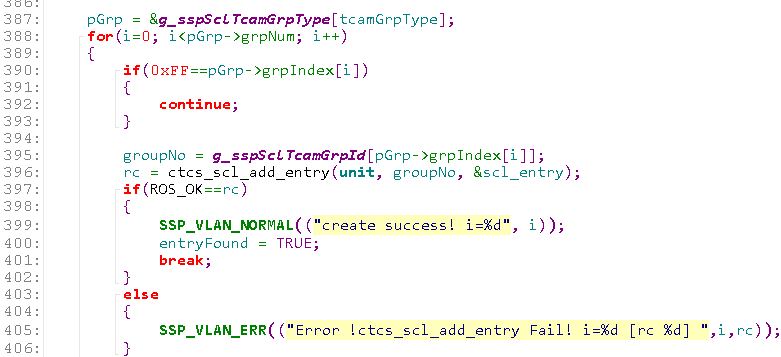 386:
387: pGrp = &g_sspSclTcamGrpType[tcamGrpType];
388: for(i=0; i<pGrp->grpNum; i++)
389: {
390: if(0xFF==pGrp->grpIndex[i])
391: {
392: continue;
393: }
394:
395: groupNo = g_sspSclTcamGrpId[pGrp->grpIndex[i]];
396: rc = ctcs_scl_add_entry(unit, groupNo, &scl_entry);
397: if(ROS_OK==rc)
398: {
399: SSP_VLAN_NORMAL(("create success! i=%d", i));
400: entryFound = TRUE;
401: break;
402: }
403: else
404: {
405: SSP_VLAN_ERR(("Error !ctcs_scl_add_entry Fail! i=%d [rc %d] ",i,rc));
406: }